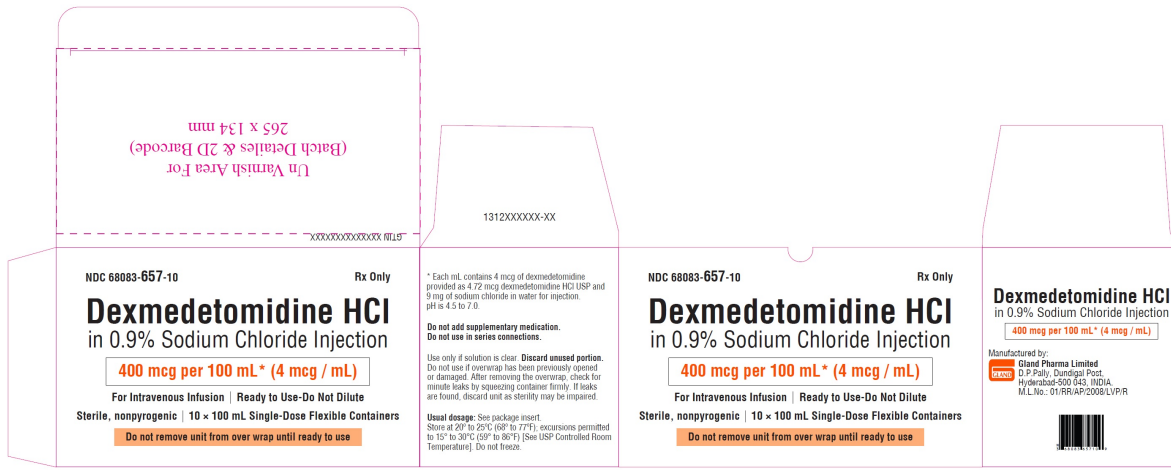 Un Varnish Area For
(Batch Detailes & 2D Barcode)
265 x 134 mm
GTIN XXXXXXXXXXXXXX
1312XXXXXX-XX
NDC 68083-657-10 Rx Only
Dexmedetomidine HCl
in 0.9% Sodium Chloride Injection
400 mcg per 100 mL* (4 mcg / mL)
For Intravenous Infusion | Ready to Use-Do Not Dilute
Sterile, nonpyrogenic | 10 × 100 mL Single-Dose Flexible Containers
Do not remove unit from over wrap until ready to use
* Each mL contains 4 mcg of dexmedetomidine
provided as 4.72 mcg dexmedetomidine HCl USP and
9 mg of sodium chloride in water for injection.
pH is 4.5 to 7.0.
Do not add supplementary medication.
Do not use in series connections.
Use only if solution is clear. Discard unused portion.
Do not use if overwrap has been previously opened
or damaged. After removing the overwrap, check for
minute leaks by squeezing container firmly. If leaks
are found, discard unit as sterility may be impaired.
Usual dosage: See package insert.
Store at 20° to 25°C (68° to 77°F); excursions permitted
to 15° to 30°C (59° to 86°F) [See USP Controlled Room
Temperature]. Do not freeze.
NDC 68083-657-10 Rx Only
Dexmedetomidine HCl
in 0.9% Sodium Chloride Injection
400 mcg per 100 mL* (4 mcg / mL)
For Intravenous Infusion | Ready to Use-Do Not Dilute
Sterile, nonpyrogenic | 10 × 100 mL Single-Dose Flexible Containers
Do not remove unit from over wrap until ready to use
Dexmedetomidine HCl
in 0.9% Sodium Chloride Injection
400 mcg per 100 mL* (4 mcg / mL)
Manufactured by:
GLAND
Gland Pharma Limited
D.P.Pally, Dundigal Post,
Hyderabad-500 043, INDIA.
M.L.No.: 01/RR/AP/2008/LVP/R